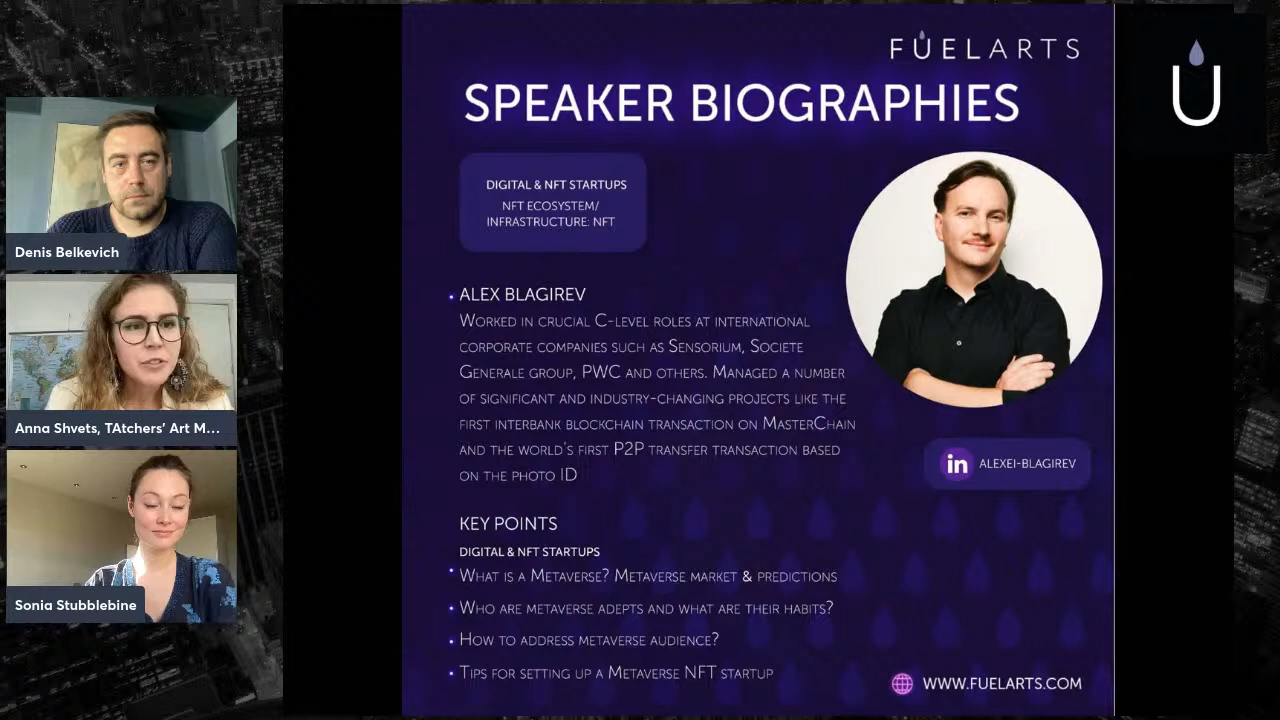 FUELARTS
SPEAKER BIOGRAPHIES
DIGITAL & NFT STARTUPS
NFT ECOSYSTEM/
INFRASTRUCTURE: NFT
Denis Belkevich
Anna Shvets, TAtchers' Art M...
Sonia Stubblebine
• ALEX BLAGIREV
WORKED IN CRUCIAL C-LEVEL ROLES AT INTERNATIONAL
CORPORATE COMPANIES SUCH AS SENSORIUM, SOCIETE
GENERALE GROUP, PWC AND OTHERS. MANAGED A NUMBER
OF SIGNIFICANT AND INDUSTRY-CHANGING PROJECTS LIKE THE
FIRST INTERBANK BLOCKCHAIN TRANSACTION ON MASTERCHAIN
AND THE WORLD'S FIRST P2P TRANSFER TRANSACTION BASED
ON THE PHOTO ID
in ALEXEI-BLAGIREV
KEY POINTS
DIGITAL & NFT STARTUPS
• WHAT IS A METAVERSE? METAVERSE MARKET & PREDICTIONS
• WHO ARE METAVERSE ADEPTS AND WHAT ARE THEIR HABITS?
• HOW TO ADDRESS METAVERSE AUDIENCE?
• TIPS FOR SETTING UP A METAVERSE NFT STARTUP
WWW.FUELARTS.COM
U